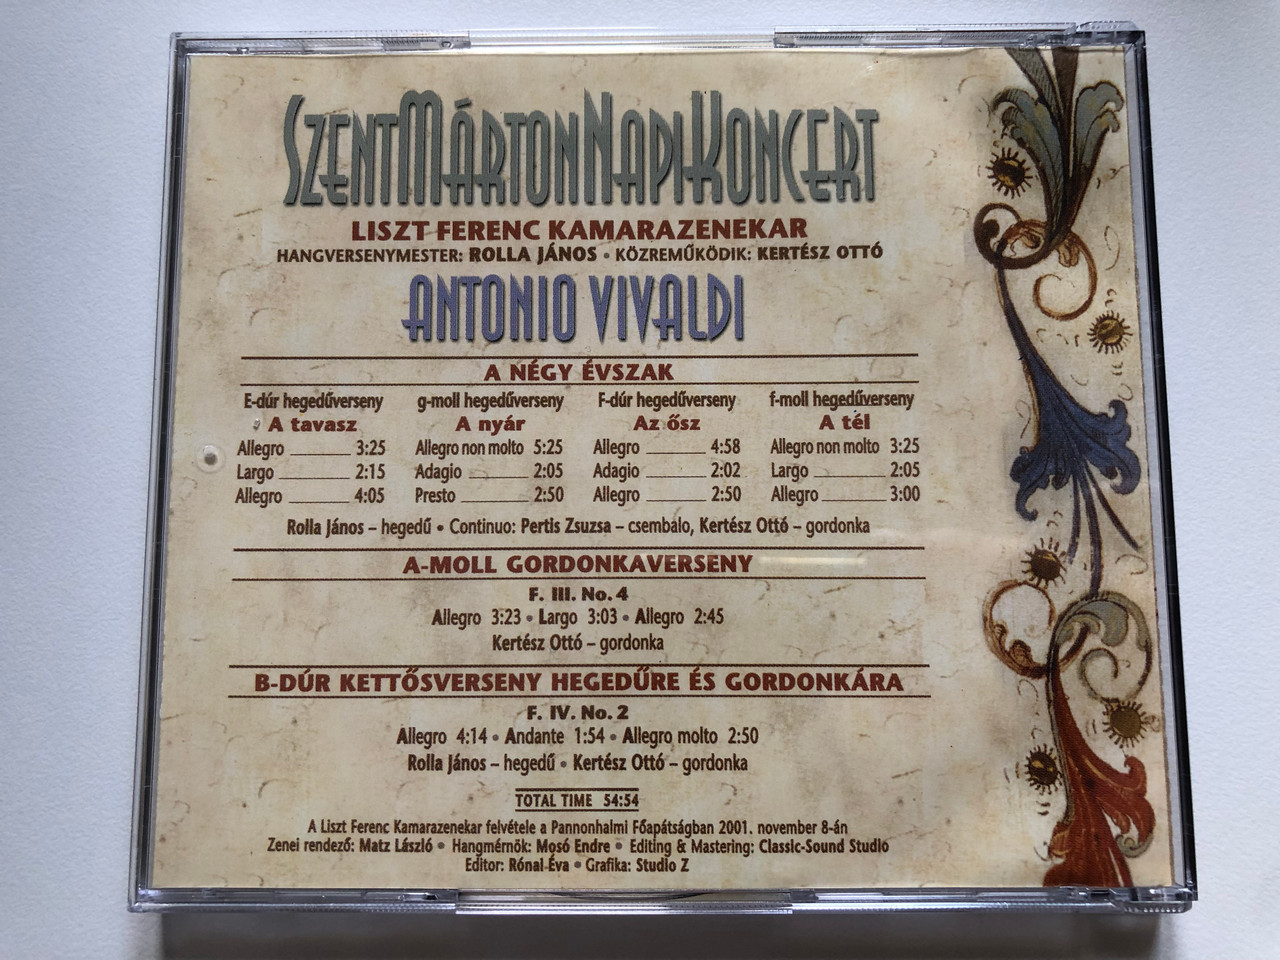 SZENT MÁRTON NAPI KONCERT
LISZT FERENC KAMARAZENEKAR
HANGVERSENYMESTER: ROLLA JÁNOS • KÖZREMŰKÖDIK: KERTÉSZ OTTÓ
ANTONIO VIVALDI
A NÉGY ÉVSZAK
E-dúr hegedűverseny g-moll hegedűverseny F-dúr hegedűverseny f-moll hegedűverseny
A tavasz A nyár Az ősz A tél
Allegro 3:25 Allegro non molto 5:25 Allegro 4:58 Allegro non molto 3:25
Largo 2:15 Adagio 2:05 Adagio 2:02 Largo 2:05
Allegro 4:05 Presto 2:50 Allegro 2:50 Allegro 3:00
Rolla János – hegedű • Continuo: Pertis Zsuzsa – csembalo, Kertész Ottó – gordonka
A-MOLL GORDONKAVERSENY
F. III. No. 4
Allegro 3:23 • Largo 3:03 • Allegro 2:45
Kertész Ottó – gordonka
B-DÚR KETTŐSVERSENY HEGEDŰRE ÉS GORDONKÁRA
F. IV. No. 2
Allegro 4:14 • Andante 1:54 • Allegro molto 2:50
Rolla János – hegedű • Kertész Ottó – gordonka
TOTAL TIME 54:54
A Liszt Ferenc Kamarazenekar felvétele a Pannonhalmi Főapátságban 2001. november 8-án
Zenei rendező: Matz László • Hangmérnök: Mosó Endre • Editing & Mastering: Classic-Sound Studio
Editor: Rónai Éva • Grafika: Studio Z